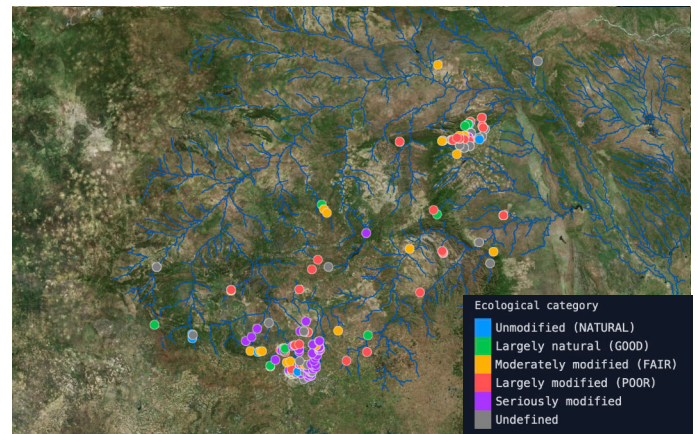 Ecological category
Unmodified (NATURAL)
Largely natural (GOOD)
Moderately modified (FAIR)
Largely modified (POOR)
Seriously modified
Undefined